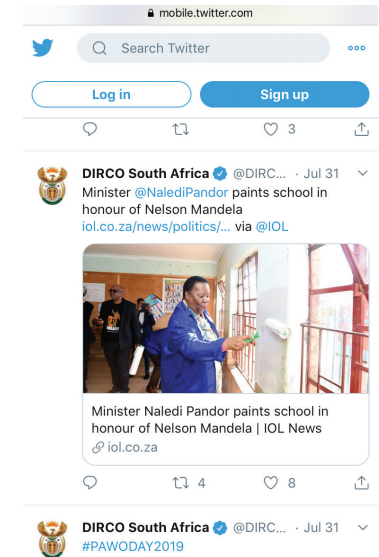 mobile.twitter.com
Search Twitter
Log in
Sign up
3
DIRCO South Africa @DIRC... · Jul 31
Minister @NalediPandor paints school in
honour of Nelson Mandela
iol.co.za/news/politics/... via @IOL
Minister Naledi Pandor paints school in
honour of Nelson Mandela | IOL News
iol.co.za
4
8
DIRCO South Africa @DIRC... · Jul 31
#PAWODAY2019